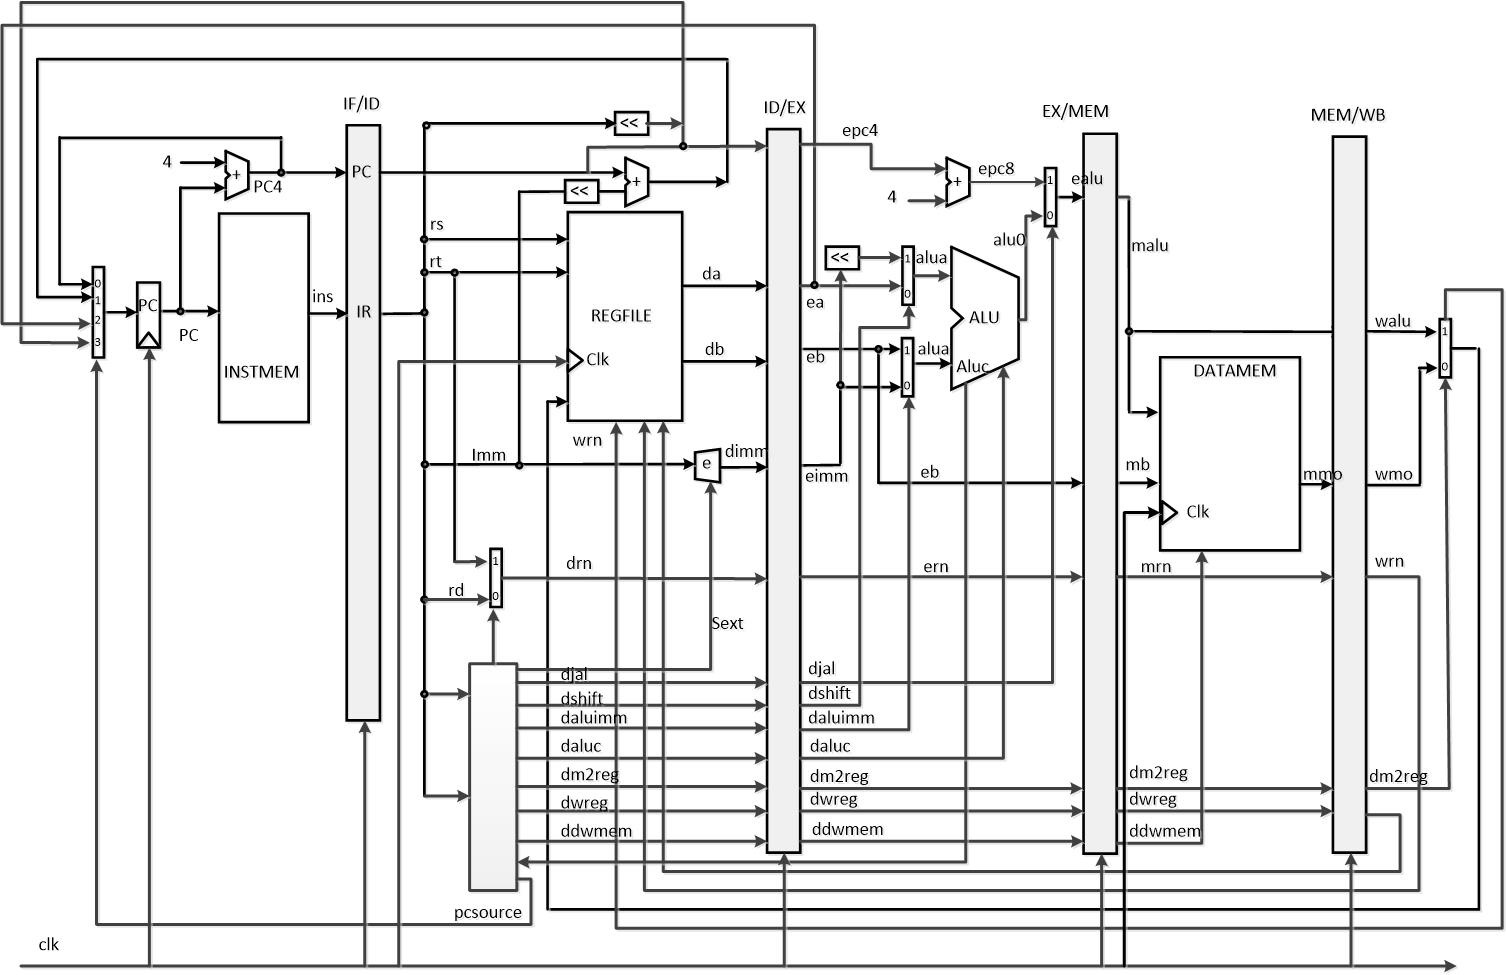 IF/ID
ID/EX
EX/MEM
MEM/WB
<<
epc4
4
+
PC4
PC
+
<<
+
epc8
4
1
0
ealu
rs
rt
alu0
malu
<<
1
0
alua
da
ea
0
1
2
3
PC
PC
ins
IR
REGFILE
ALU
walu
1
0
INSTMEM
Clk
db
eb
1
0
alua
Aluc
DATAMEM
wrn
Imm
e
dimm
eimm
eb
mb
mmo
wmo
Clk
1
0
drn
rd
ern
mrn
wrn
Sext
djal
dshift
daluimm
daluc
dm2reg
dwreg
ddwmem
djal
dshift
daluimm
daluc
dm2reg
dwreg
ddwmem
dm2reg
dwreg
ddwmem
dm2reg
pcsource
clk